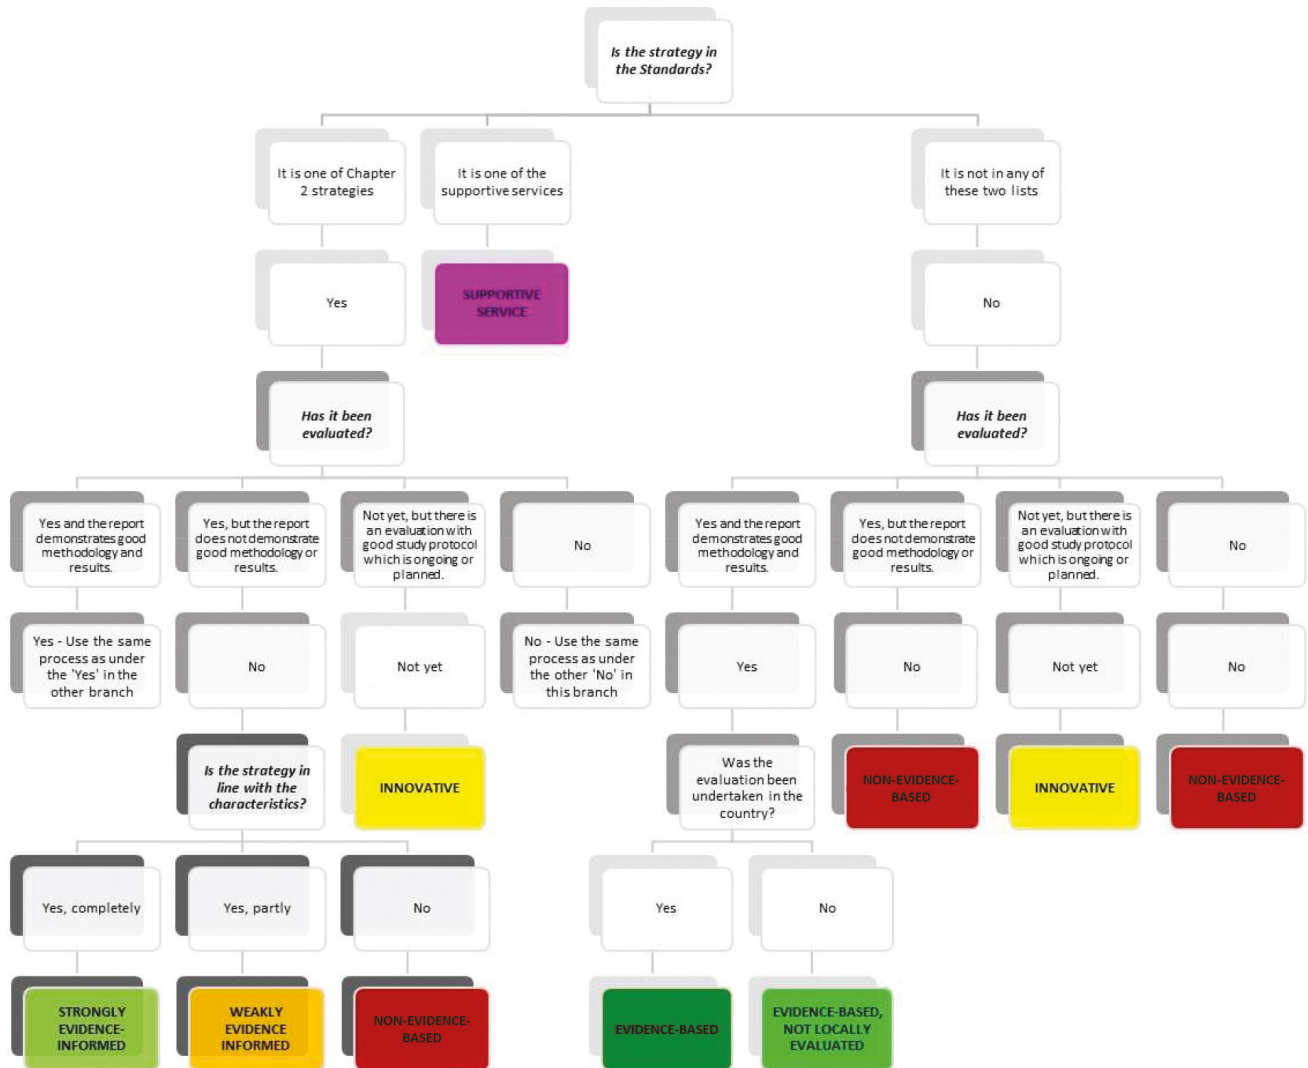 Is the strategy in
the Standards?
It is one of Chapter
2 strategies
It is one of the
supportive services
It is not in any of
these two lists
Yes
SUPPORTIVE
SERVICE
No
Has it been
evaluated?
Has it been
evaluated?
Yes and the report
demonstrates good
methodology and
results.
Yes, but the report
does not demonstrate
good methodology or
results.
Not yet, but there is
an evaluation with
good study protocol
which is ongoing or
planned.
No
Yes and the report
demonstrates good
methodology and
results.
Yes, but the report
does not demonstrate
good methodology or
results.
Not yet, but there is
an evaluation with
good study protocol
which is ongoing or
planned.
No
Yes - Use the same
process as under
the 'Yes' in the
other branch
No
Not yet
No - Use the same
process as under
the other 'No' in
this branch
Yes
No
Not yet
No
Is the strategy in
line with the
characteristics?
INNOVATIVE
Was the
evaluation been
undertaken in the
country?
NON-EVIDENCE-
BASED
INNOVATIVE
NON-EVIDENCE-
BASED
Yes, completely
Yes, partly
No
Yes
No
STRONGLY
EVIDENCE-
INFORMED
WEAKLY
EVIDENCE
INFORMED
NON-EVIDENCE-
BASED
EVIDENCE-BASED
EVIDENCE-BASED,
NOT LOCALLY
EVALUATED